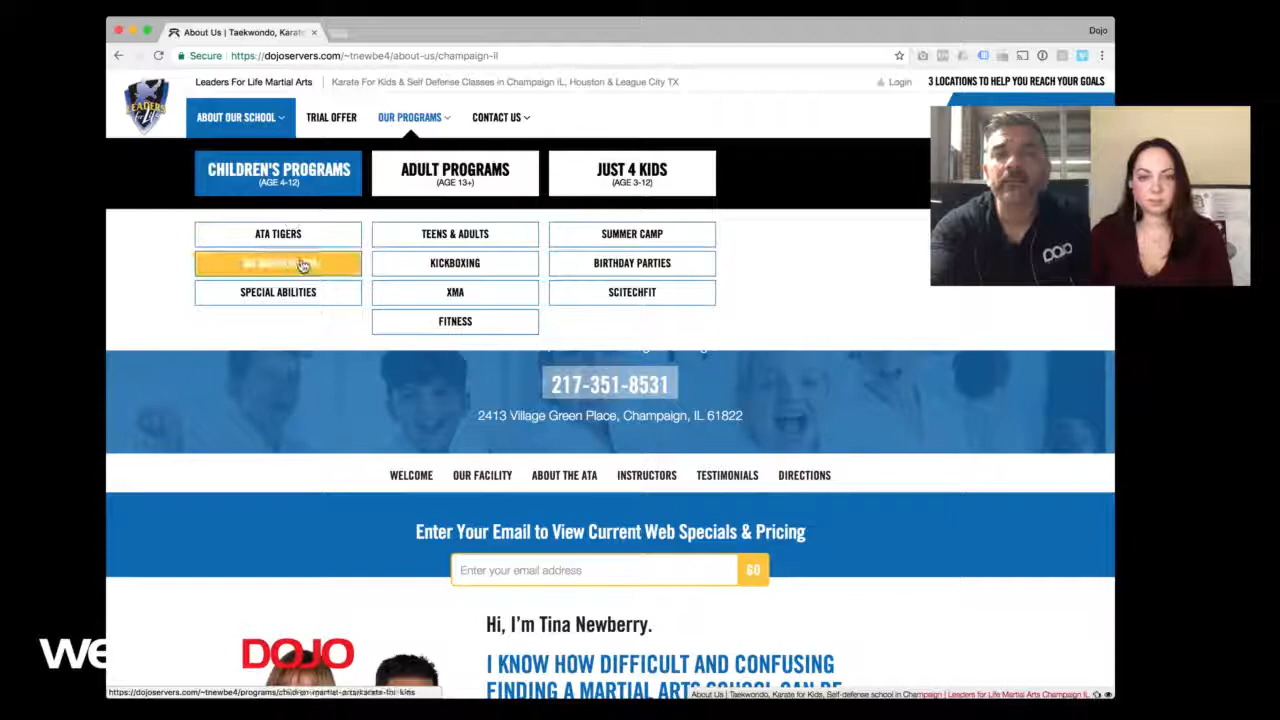 About Us | Taekwondo, Karate
Dojo
Secure
https://dojoservers.com/~tnewbe4/about-us/champaign-il
LEADERS
for Life
Leaders For Life Martial Arts
Karate For Kids & Self Defense Classes in Champaign IL, Houston & League City TX
Login
3 LOCATIONS TO HELP YOU REACH YOUR GOALS
ABOUT OUR SCHOOL
TRIAL OFFER
OUR PROGRAMS
CONTACT US
CHILDREN'S PROGRAMS
(AGE 4-12)
ADULT PROGRAMS
(AGE 13+)
JUST 4 KIDS
(AGE 3-12)
ATA TIGERS
TEENS & ADULTS
SUMMER CAMP
KICKBOXING
BIRTHDAY PARTIES
SPECIAL ABILITIES
XMA
SCITECHFIT
FITNESS
DOJO
217-351-8531
2413 Village Green Place, Champaign, IL 61822
WELCOME
OUR FACILITY
ABOUT THE ATA
INSTRUCTORS
TESTIMONIALS
DIRECTIONS
Enter Your Email to View Current Web Specials & Pricing
Enter your email address
GO
Hi, I'm Tina Newberry.
I KNOW HOW DIFFICULT AND CONFUSING
FINDING A MARTIAL ARTS SCHOOL CAN BE
We
DOJO
https://dojoservers.com/~tnewbe4/programs/children-martial-arts/karate-for-kids
About Us | Taekwondo, Karate for Kids, Self-defense school in Champaign | Leaders for Life Martial Arts Champaign IL